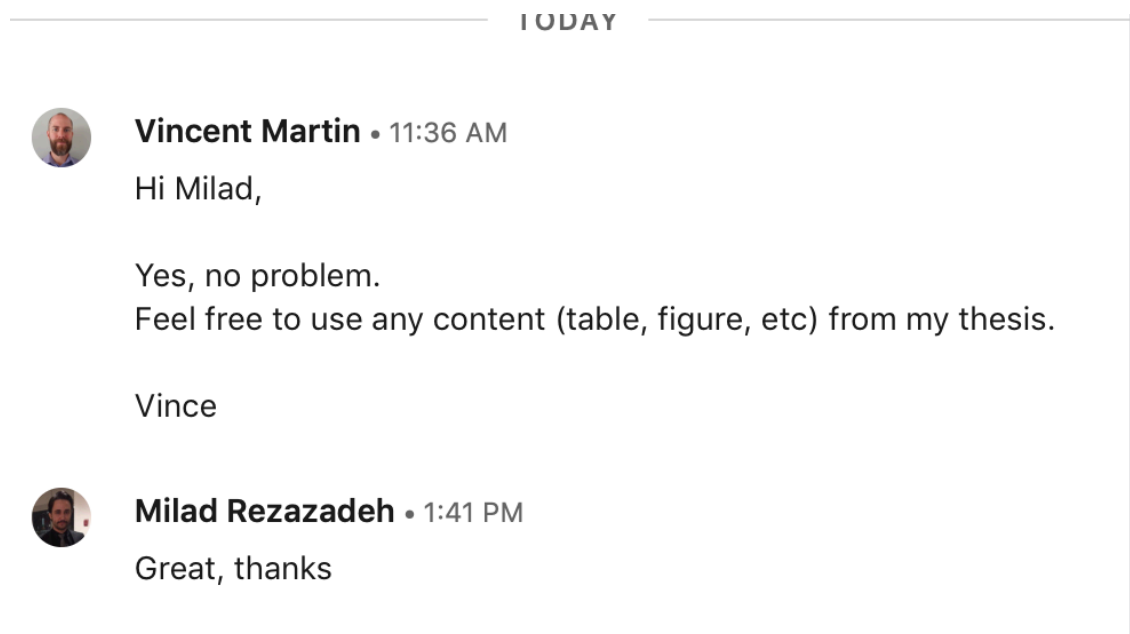 TODAY
Vincent Martin • 11:36 AM
Hi Milad,
Yes, no problem.
Feel free to use any content (table, figure, etc) from my thesis.
Vince
Milad Rezazadeh • 1:41 PM
Great, thanks